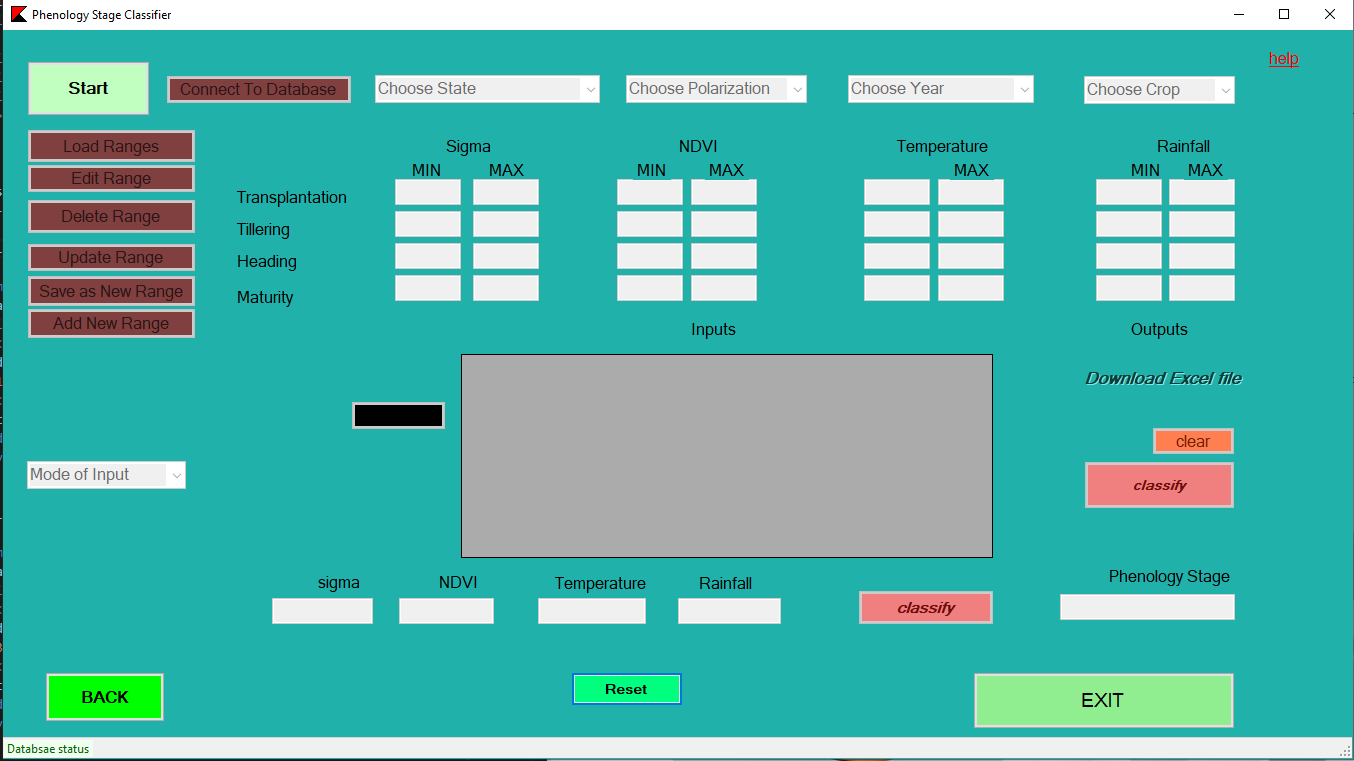 Phenology Stage Classifier
help
Start
Connect To Database
Choose State
Choose Polarization
Choose Year
Choose Crop
Load Ranges
Edit Range
Delete Range
Update Range
Save as New Range
Add New Range
Sigma NDVI Temperature Rainfall
MIN MAX MIN MAX MAX MIN MAX
Transplantation
Tillering
Heading
Maturity
Inputs
Outputs
Download Excel file
clear
classify
Mode of Input
sigma NDVI Temperature Rainfall
classify
Phenology Stage
BACK
Reset
EXIT
Databsae status